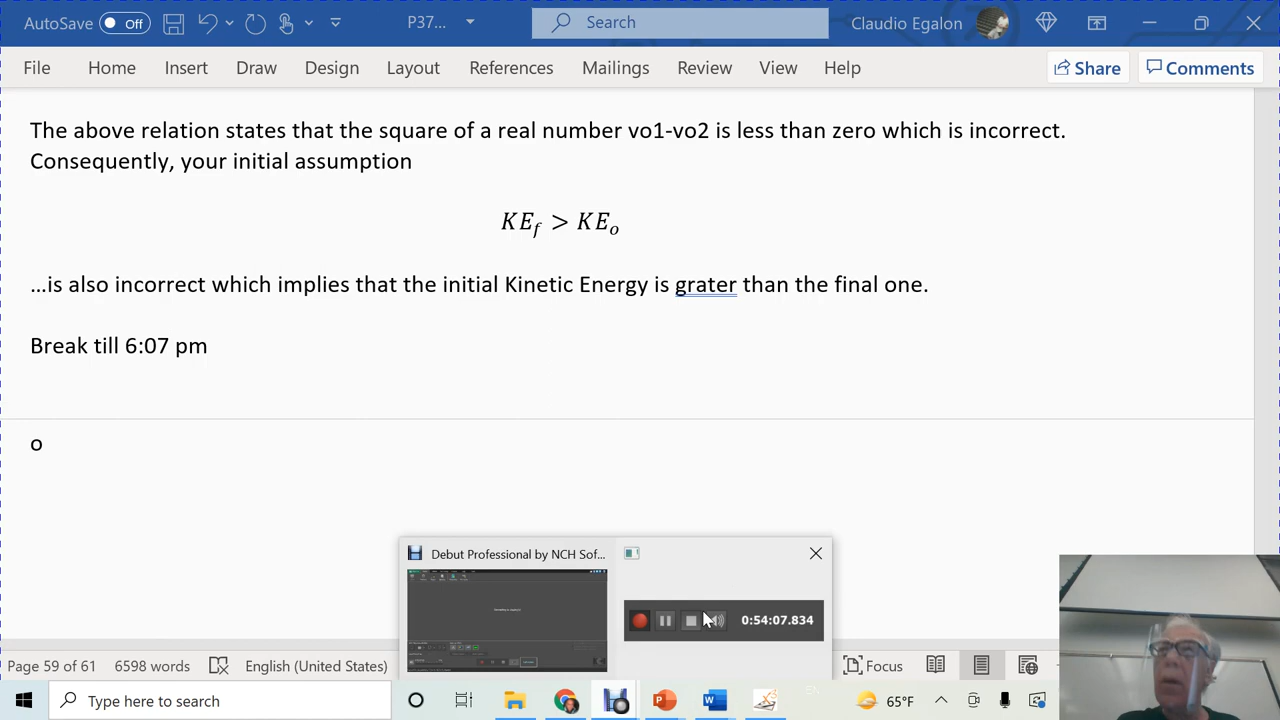 AutoSave Off P37... Search Claudio Egalon
File Home Insert Draw Design Layout References Mailings Review View Help Share Comments
The above relation states that the square of a real number vo1-vo2 is less than zero which is incorrect.
Consequently, your initial assumption
KE_f > KE_o
...is also incorrect which implies that the initial Kinetic Energy is grater than the final one.
Break till 6:07 pm
o
Debut Professional by NCH Sof...
0:54:07.834
Page 59 of 61 6598 words English (United States) Focus
Type here to search 65°F